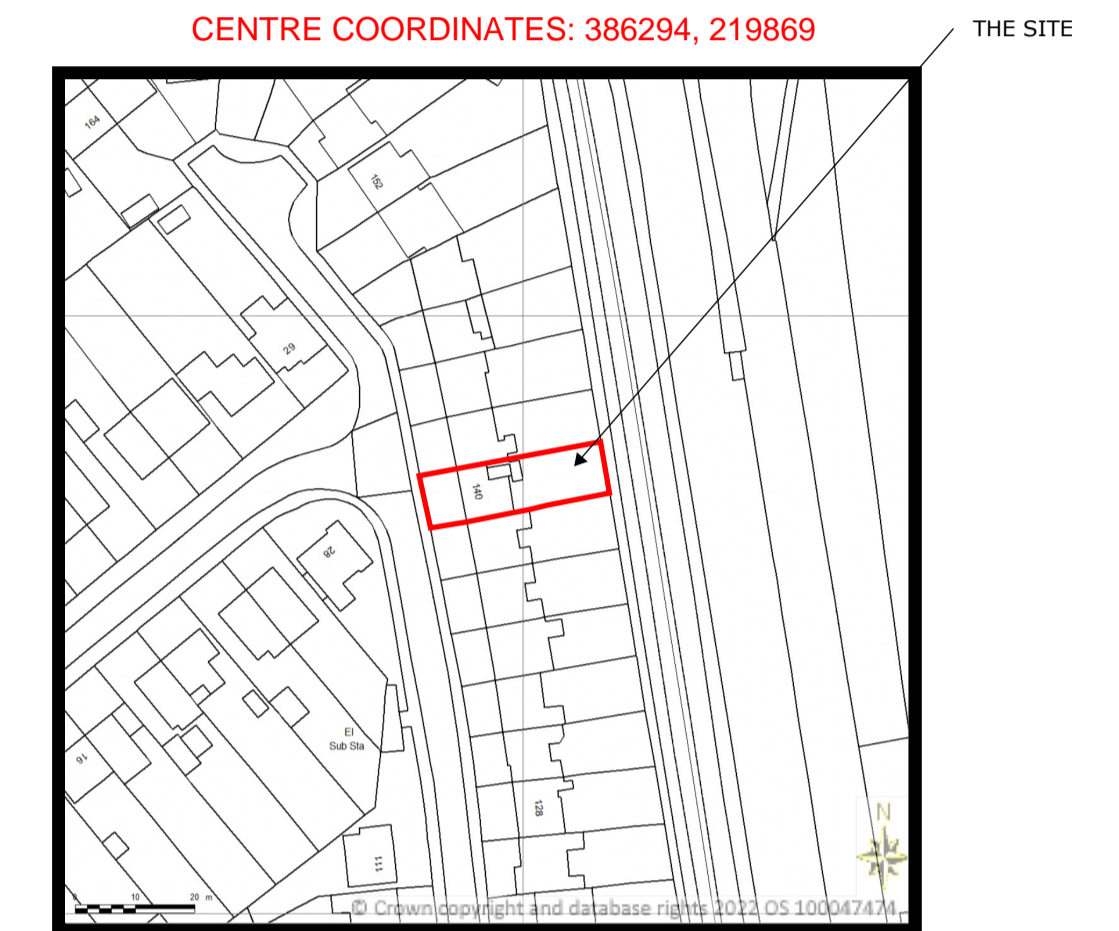 CENTRE COORDINATES: 386294, 219869
THE SITE
164
152
29
140
28
El
Sub Sta
16
128
111
N
0 10 20 m
© Crown copyright and database rights 2022 OS 100047474